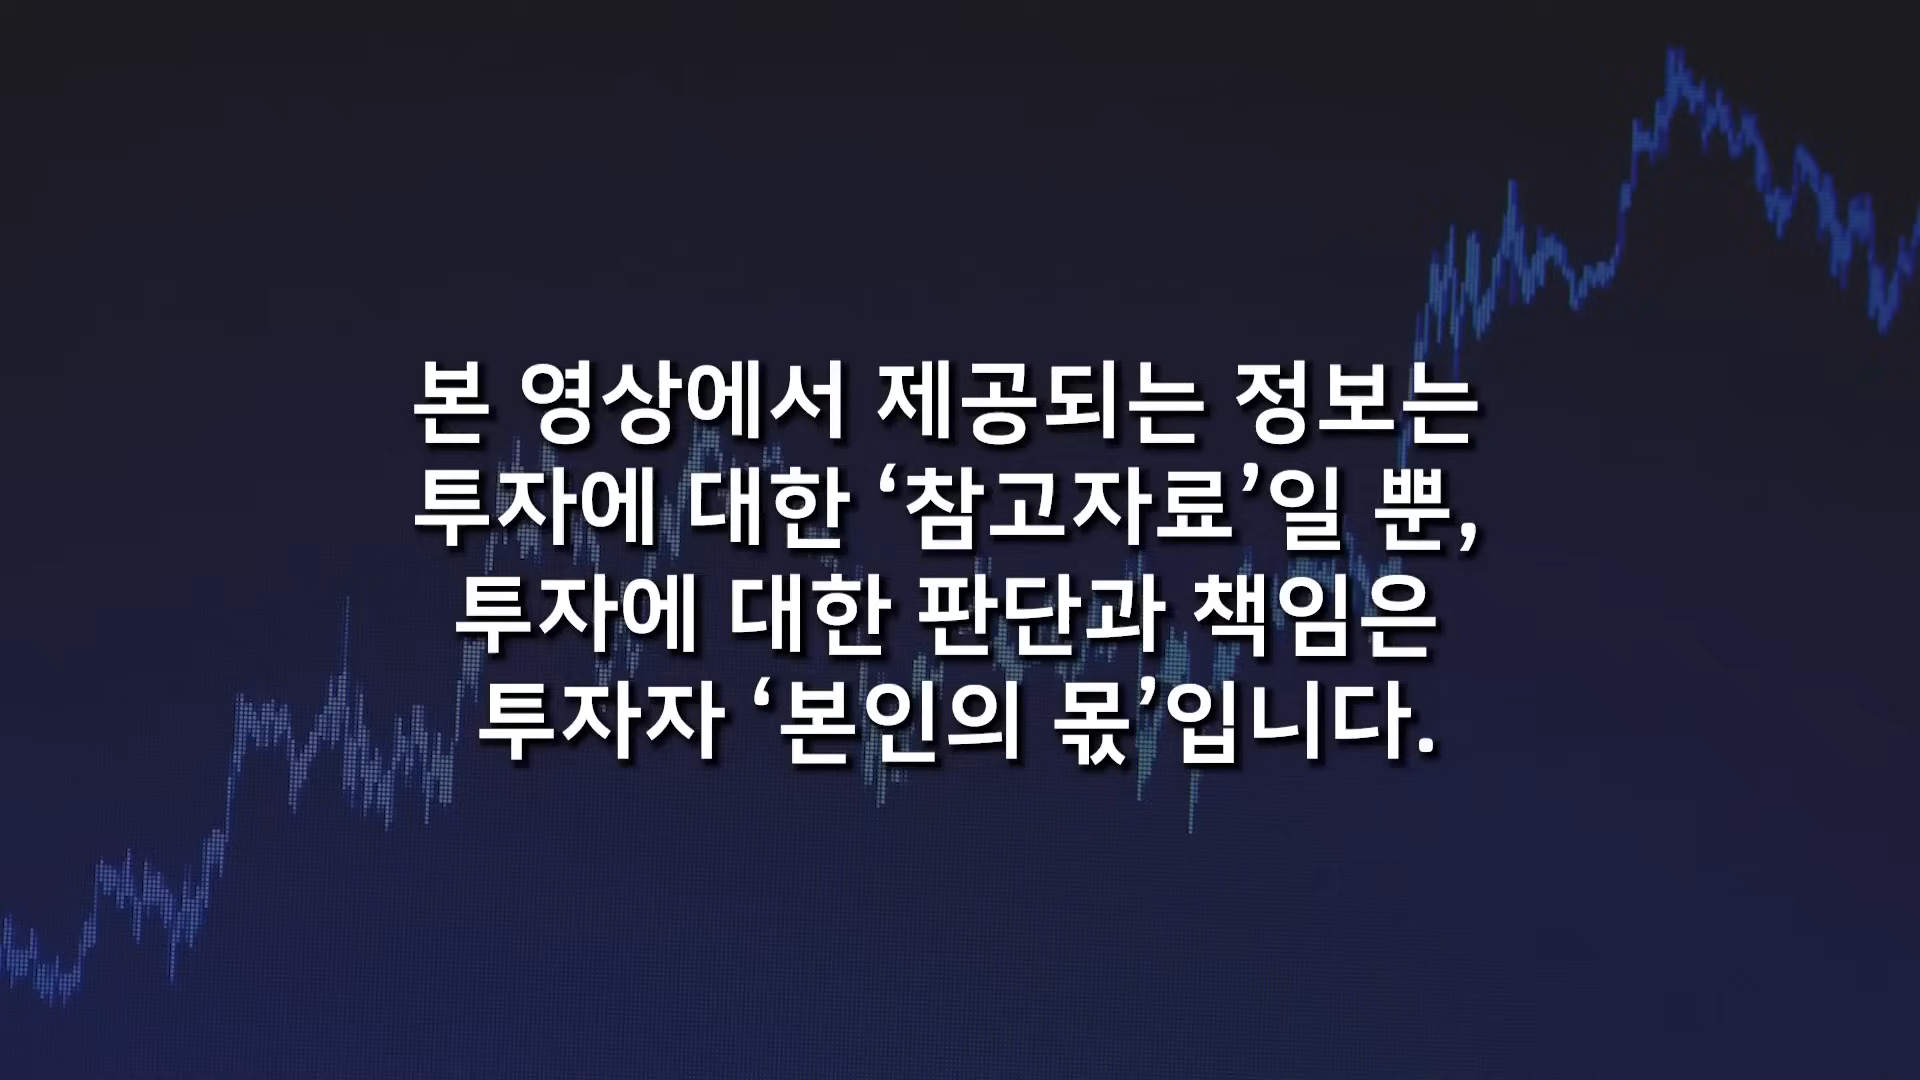 본 영상에서 제공되는 정보는
투자에 대한 ‘참고자료’일 뿐,
투자에 대한 판단과 책임은
투자자 ‘본인의 몫’입니다.